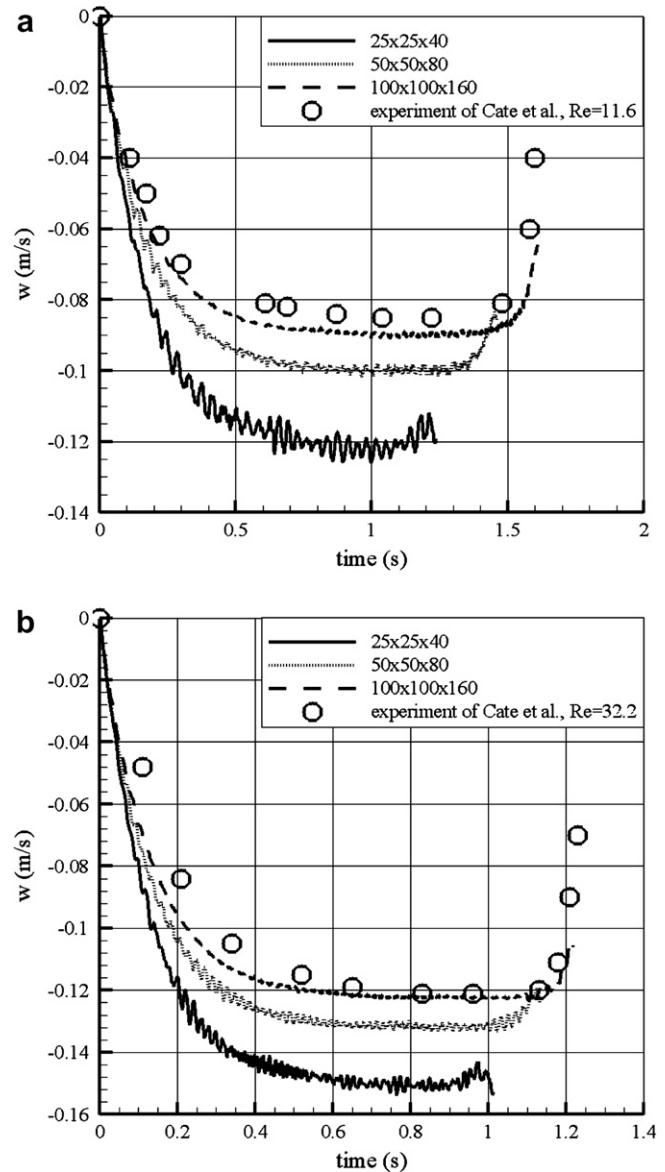 a
0
-0.02
-0.04
-0.06
-0.08
-0.1
-0.12
-0.14
w (m/s)
25x25x40
50x50x80
100x100x160
experiment of Cate et al., Re=11.6
0 0.5 1 1.5 2
time (s)
b
0
-0.02
-0.04
-0.06
-0.08
-0.1
-0.12
-0.14
-0.16
w (m/s)
25x25x40
50x50x80
100x100x160
experiment of Cate et al., Re=32.2
0 0.2 0.4 0.6 0.8 1 1.2 1.4
time (s)